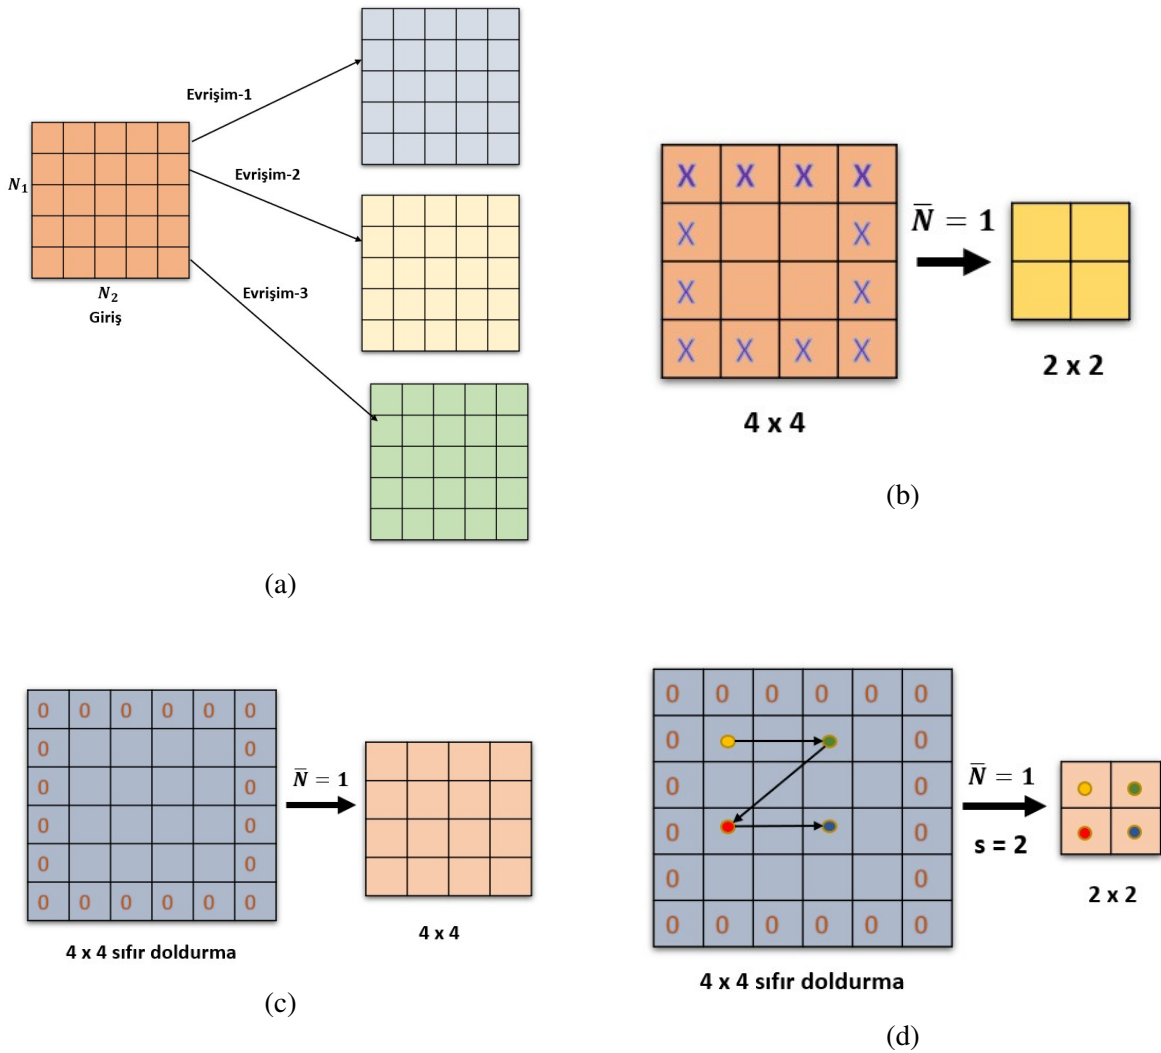 Evrişim-1
Evrişim-2
N₁
Evrişim-3
N₂
Giriş
(a)
X X X X
X X
X X
X X X X
N̅ = 1
4 x 4
2 x 2
(b)
0 0 0 0 0 0
0 0
0 0
0 0
0 0
0 0 0 0 0 0
N̅ = 1
4 x 4 sıfır doldurma
4 x 4
(c)
0 0 0 0 0 0
0 0
0 0
0 0
0 0
0 0 0 0 0 0
N̅ = 1
s = 2
4 x 4 sıfır doldurma
2 x 2
(d)